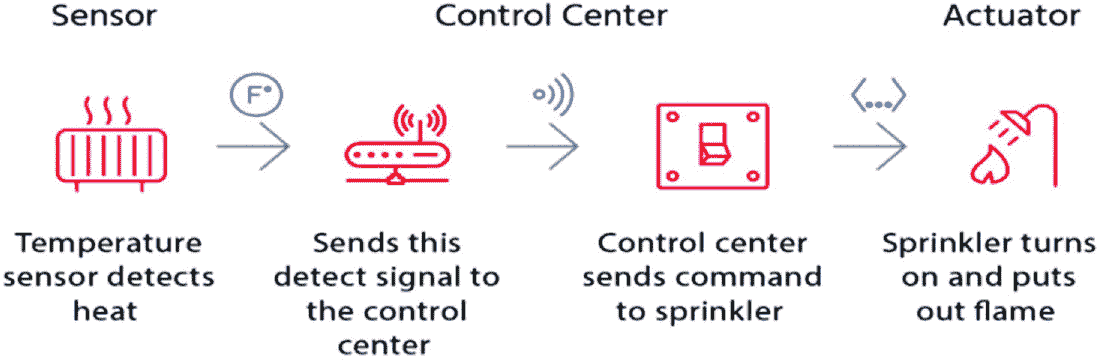 Sensor
Control Center
Actuator
F°
Temperature
sensor detects
heat
Sends this
detect signal to
the control
center
Control center
sends command
to sprinkler
Sprinkler turns
on and puts
out flame